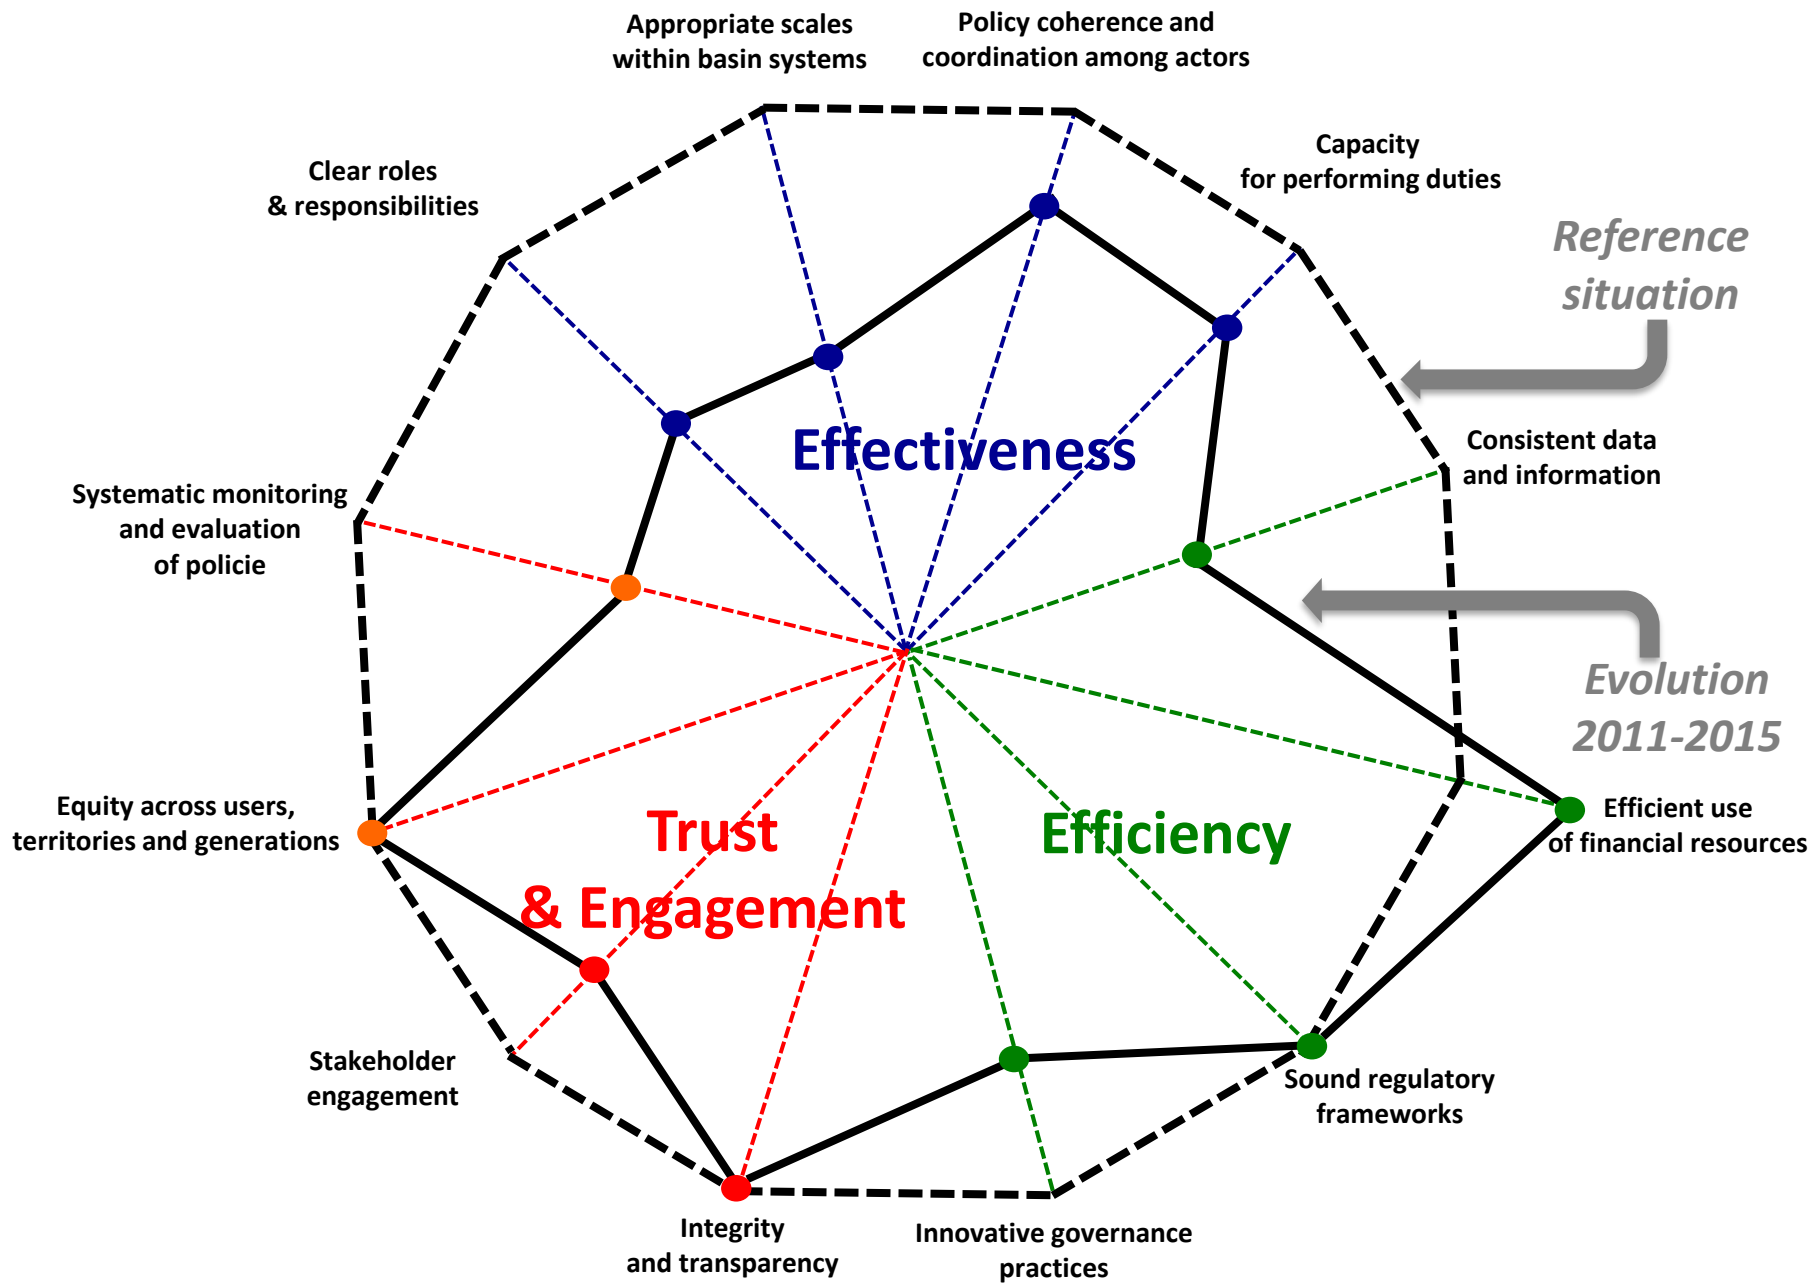 Appropriate scales
within basin systems
Policy coherence and
coordination among actors
Capacity
for performing duties
Clear roles
& responsibilities
Reference
situation
Consistent data
and information
Effectiveness
Systematic monitoring
and evaluation
of policie
Evolution
2011-2015
Equity across users,
territories and generations
Trust
& Engagement
Efficiency
Efficient use
of financial resources
Stakeholder
engagement
Sound regulatory
frameworks
Integrity
and transparency
Innovative governance
practices